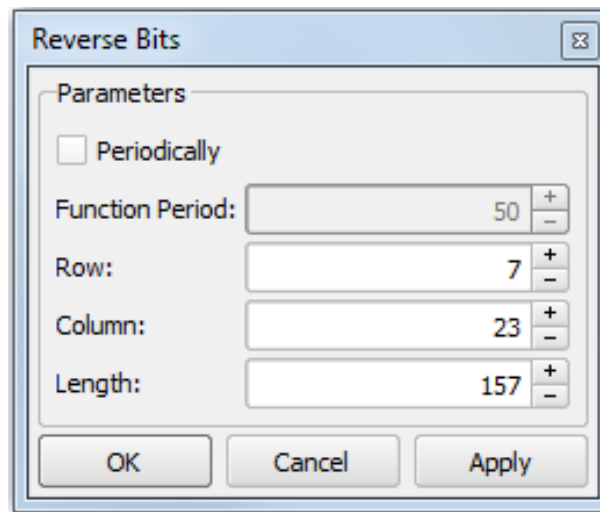 Reverse Bits
Parameters
Periodically
Function Period: 50
Row: 7
Column: 23
Length: 157
OK Cancel Apply